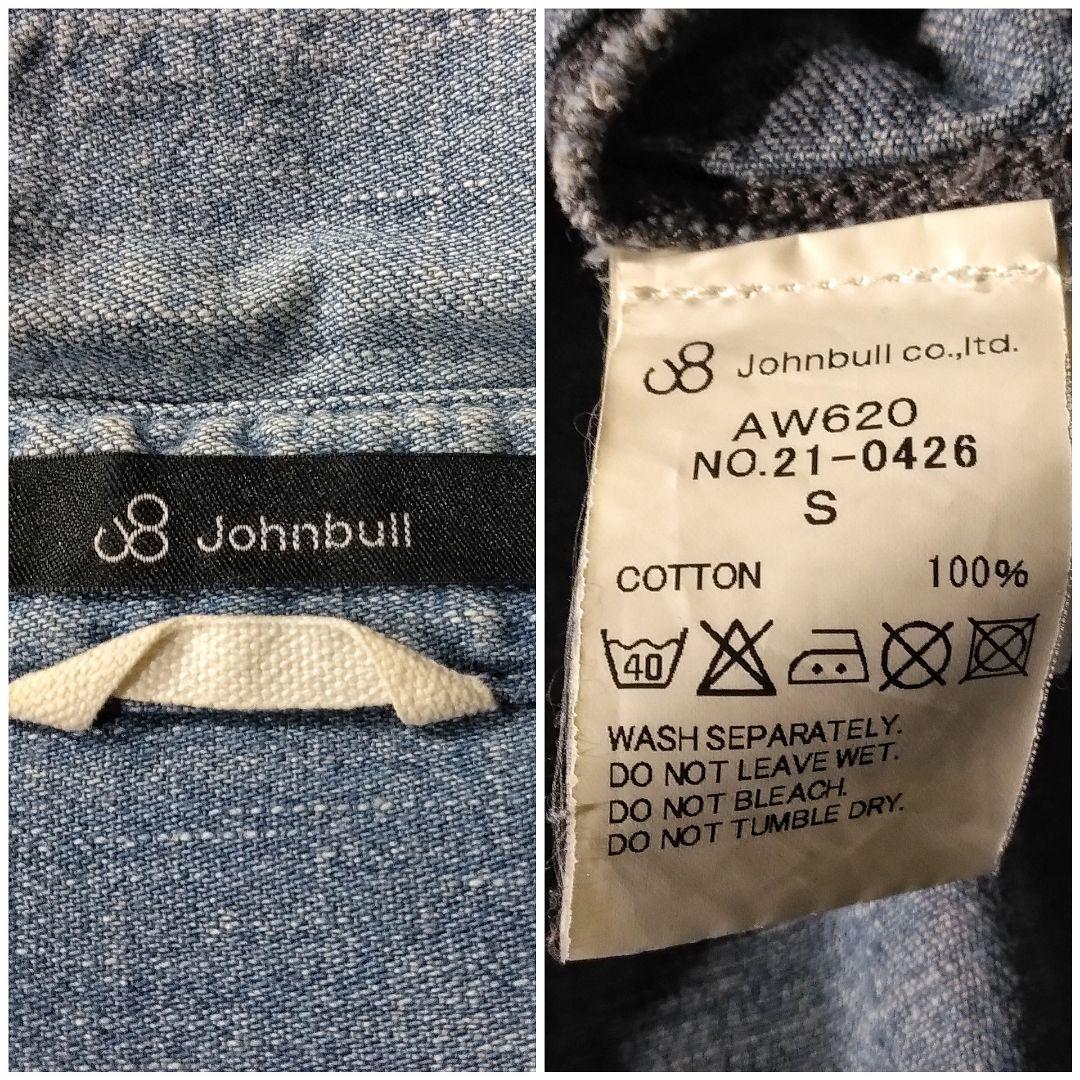 Johnbull
Johnbull co.,ltd.
AW620
NO.21-0426
S
COTTON 100%
40
WASH SEPARATELY.
DO NOT LEAVE WET.
DO NOT BLEACH.
DO NOT TUMBLE DRY.